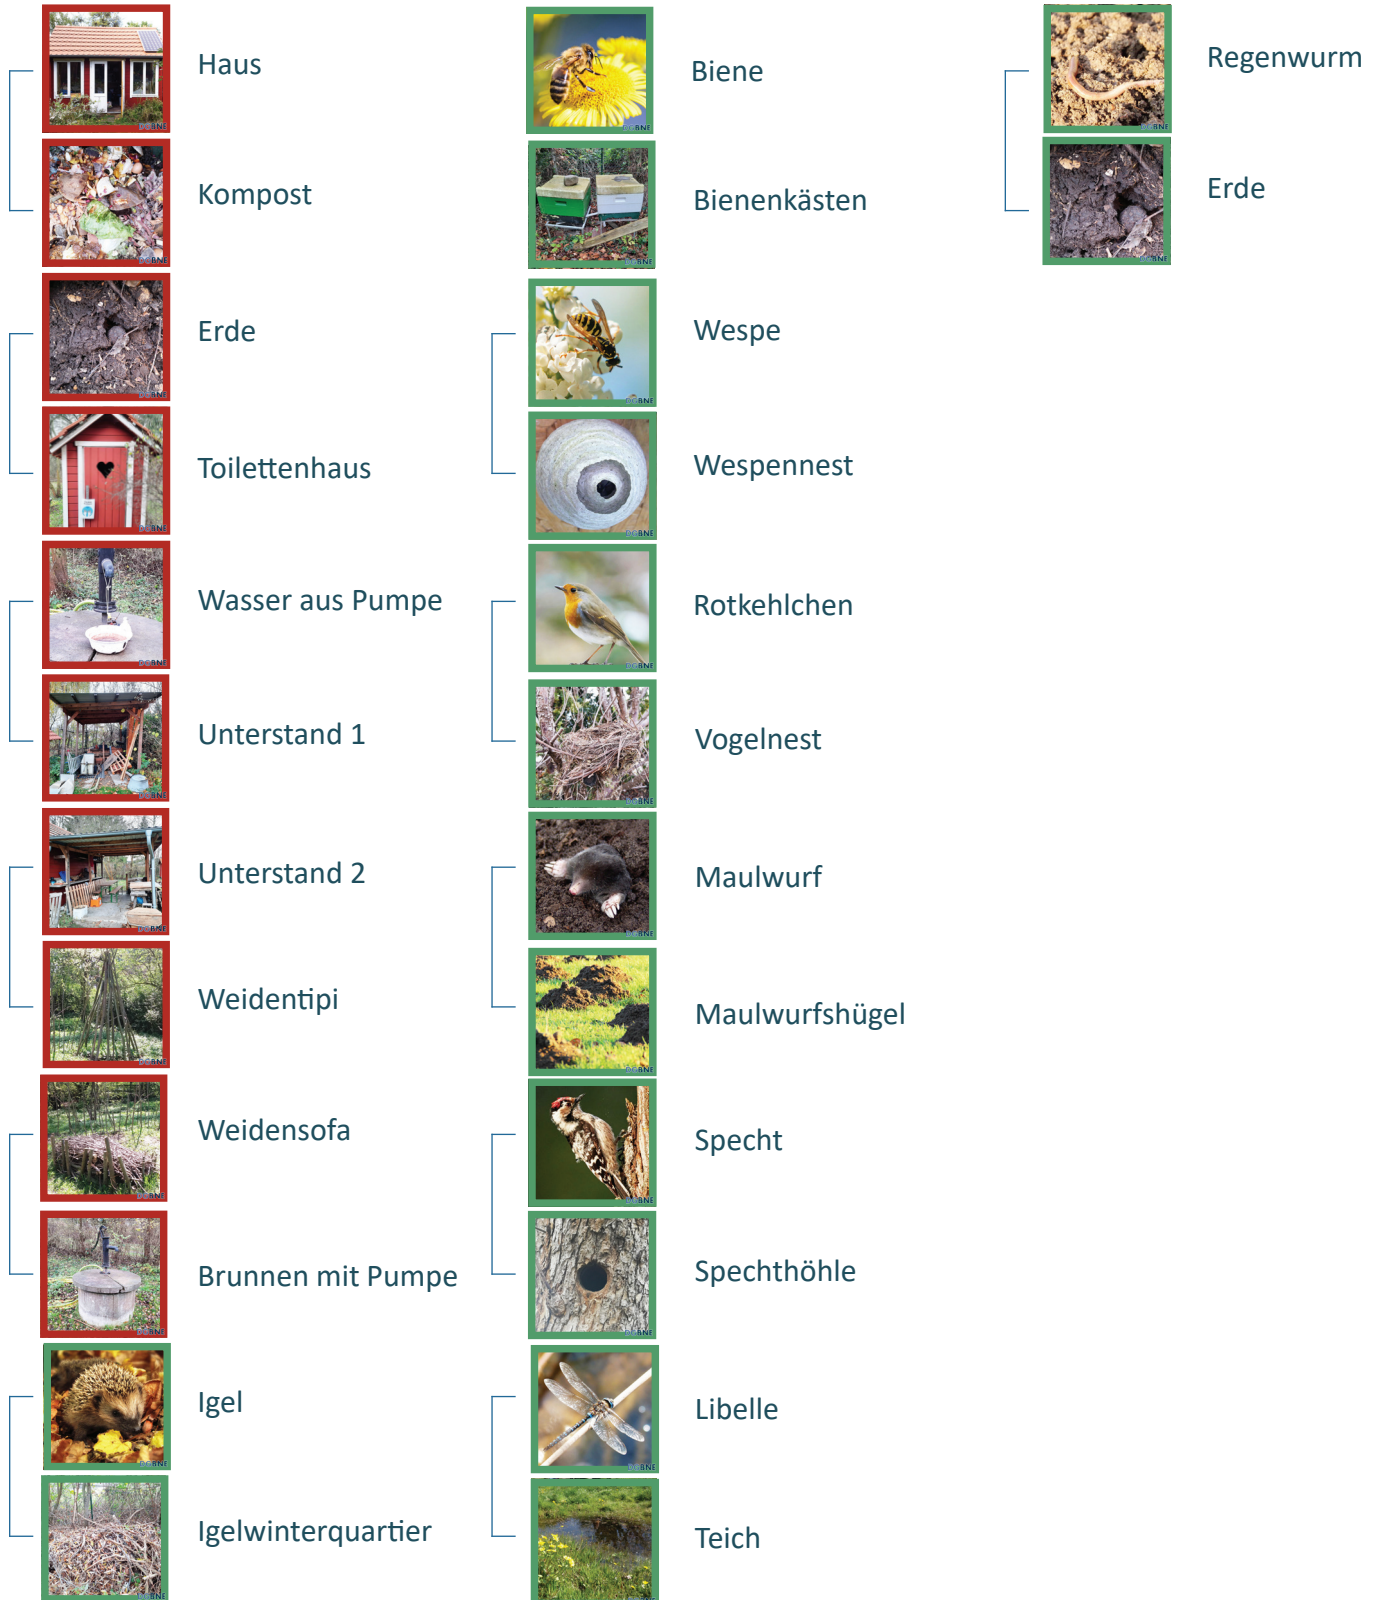 Haus
Kompost
Erde
Toilettenhaus
Wasser aus Pumpe
Unterstand 1
Unterstand 2
Weidentipi
Weidensofa
Brunnen mit Pumpe
Igel
Igelwinterquartier
Biene
Bienenkästen
Wespe
Wespennest
Rotkehlchen
Vogelnest
Maulwurf
Maulwurfshügel
Specht
Spechthöhle
Libelle
Teich
Regenwurm
Erde